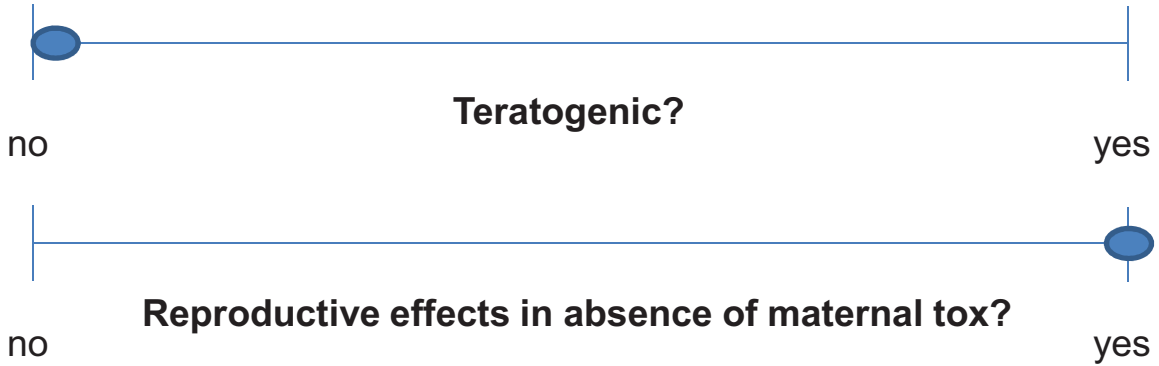 Teratogenic?
no yes
Reproductive effects in absence of maternal tox?
no yes